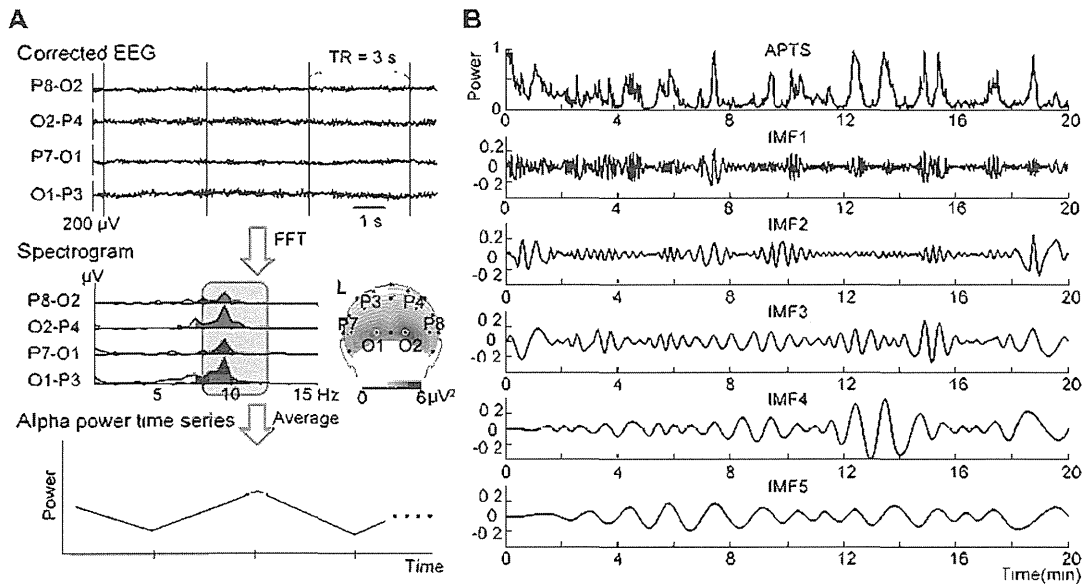 A
Corrected EEG
TR = 3 s
P8-O2
O2-P4
P7-O1
O1-P3
200 µV
1 s
FFT
Spectrogram
µV
P8-O2
O2-P4
P7-O1
O1-P3
5 10 15 Hz
L
P3 P4
P7 P8
O1 O2
0 6µV²
Average
Alpha power time series
Power
Time
B
APTS
Power
1
0
0 4 8 12 16 20
IMF1
0.2
0
-0.2
0 4 8 12 16 20
IMF2
0.2
0
-0.2
0 4 8 12 16 20
IMF3
0.2
0
-0.2
0 4 8 12 16 20
IMF4
0.2
0
-0.2
0 4 8 12 16 20
IMF5
0.2
0
-0.2
0 4 8 12 16 20
Time(min)